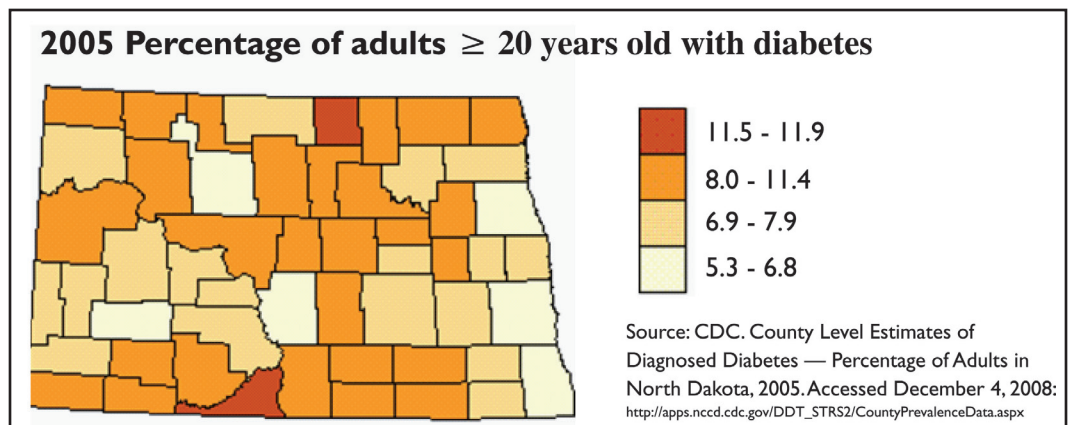 2005 Percentage of adults ≥ 20 years old with diabetes
11.5 - 11.9
8.0 - 11.4
6.9 - 7.9
5.3 - 6.8
Source: CDC. County Level Estimates of
Diagnosed Diabetes — Percentage of Adults in
North Dakota, 2005. Accessed December 4, 2008:
http://apps.nccd.cdc.gov/DDT_STRS2/CountyPrevalenceData.aspx